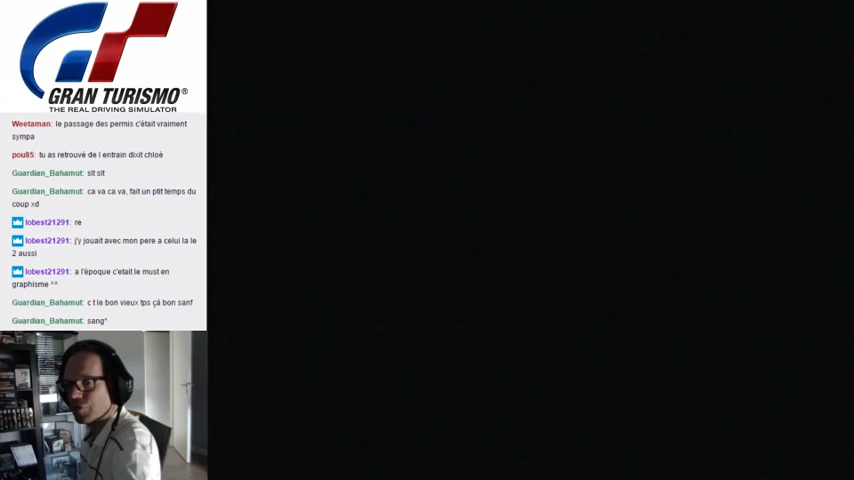 GRAN TURISMO®
THE REAL DRIVING SIMULATOR
Weetaman: le passage des permis c'était vraiment
sympa
pou85: tu as retrouvé de l entrain dixit chloé
Guardian_Bahamut: slt slt
Guardian_Bahamut: ca va ca va, fait un ptit temps du
coup xd
lobest21291: re
lobest21291: j'y jouait avec mon pere a celui la le
2 aussi
lobest21291: a l'époque c'etait le must en
graphisme ^^
Guardian_Bahamut: c t le bon vieux tps çà bon sanf
Guardian_Bahamut: sang*